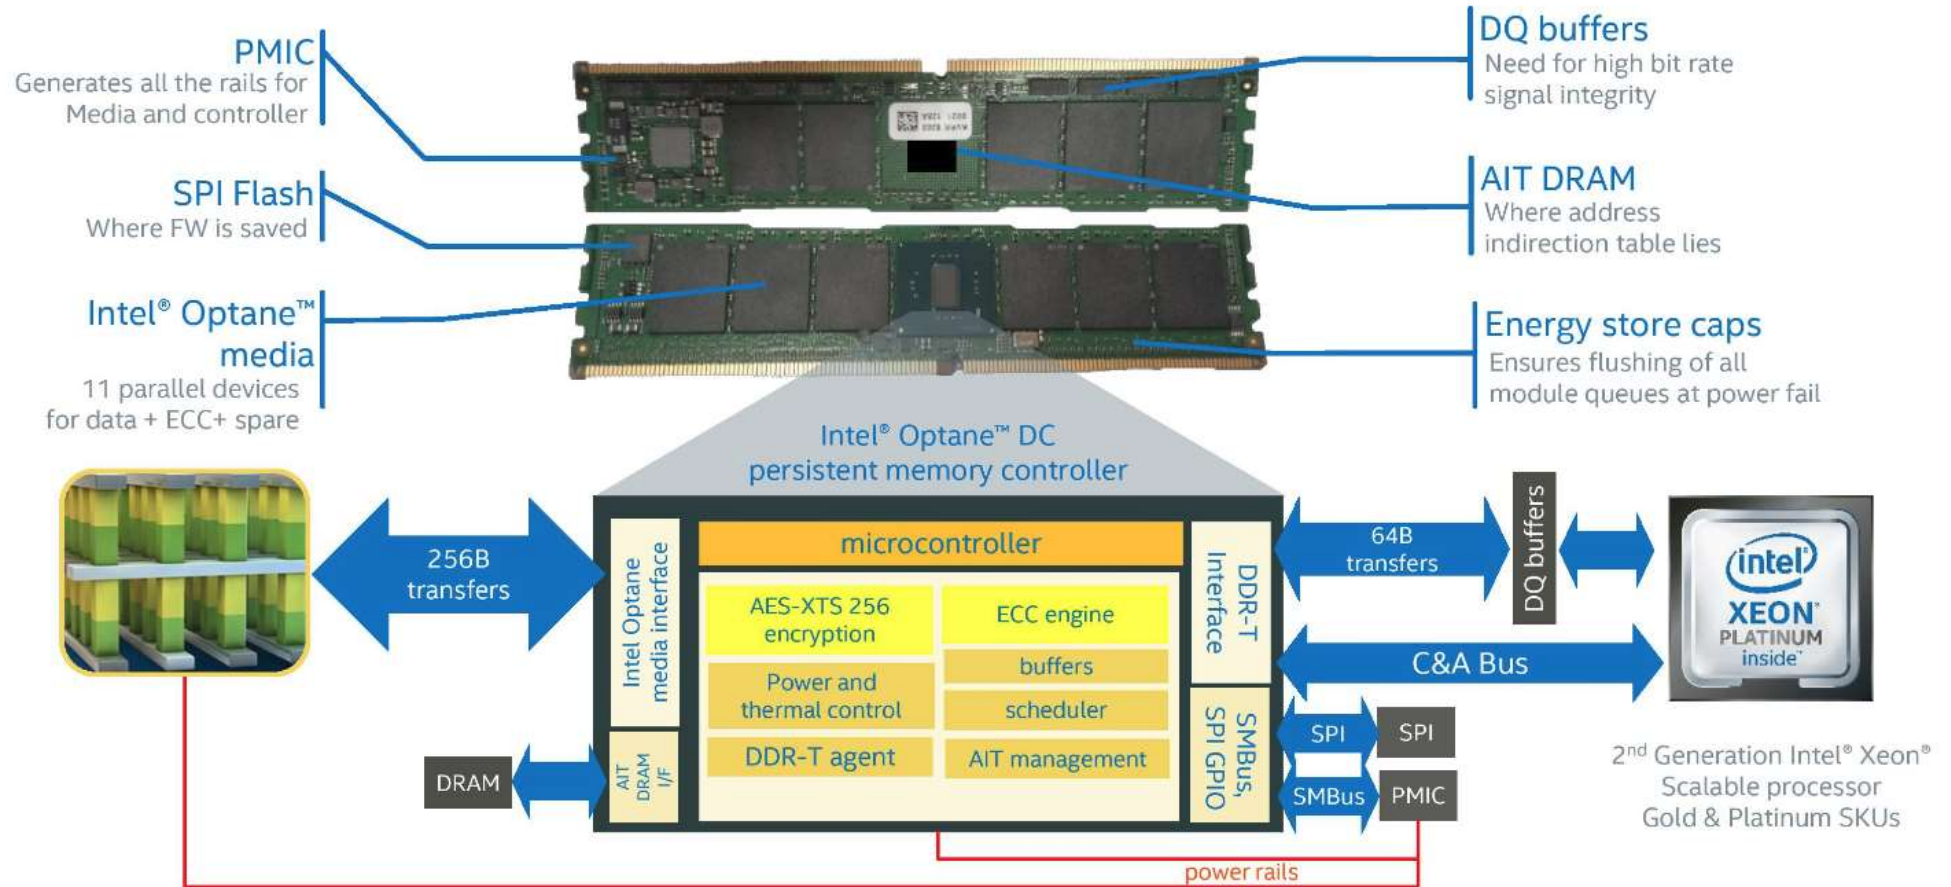 PMIC
Generates all the rails for
Media and controller
SPI Flash
Where FW is saved
Intel® Optane™
media
11 parallel devices
for data + ECC+ spare
DQ buffers
Need for high bit rate
signal integrity
AIT DRAM
Where address
indirection table lies
Energy store caps
Ensures flushing of all
module queues at power fail
Intel® Optane™ DC
persistent memory controller
256B
transfers
Intel Optane
media interface
microcontroller
AES-XTS 256
encryption
ECC engine
Power and
thermal control
buffers
scheduler
DDR-T agent
AIT management
DDR-T
Interface
64B
transfers
DQ buffers
intel®
XEON®
PLATINUM
inside™
C&A Bus
DRAM
AIT
DRAM
I/F
SMBus,
SPI GPIO
SPI
SPI
SMBus
PMIC
2nd Generation Intel® Xeon®
Scalable processor
Gold & Platinum SKUs
power rails